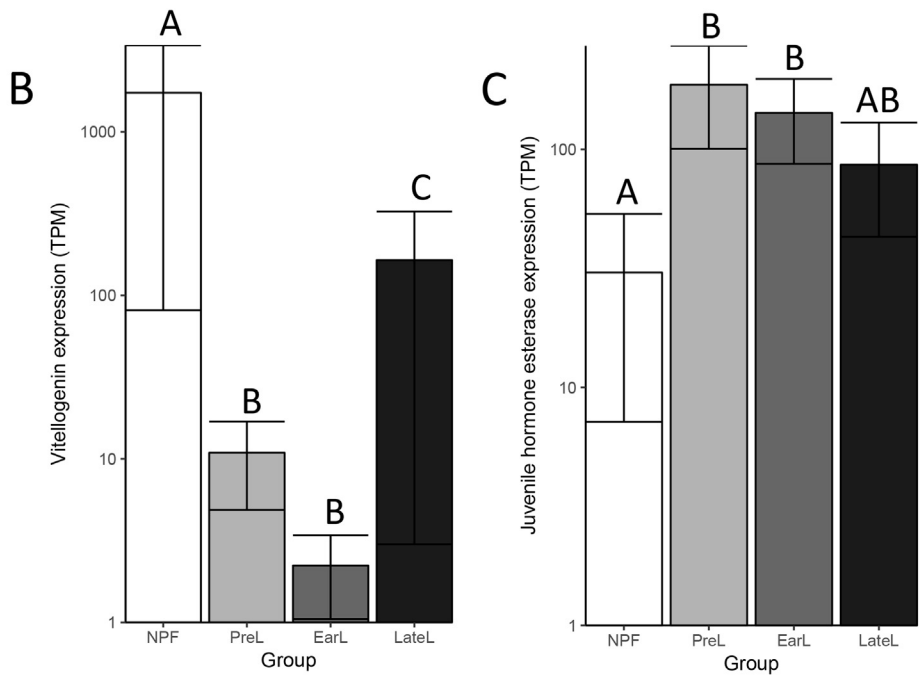 B
Vitellogenin expression (TPM)
1000
100
10
1
A
B
B
C
NPF
PreL
EarL
LateL
Group
C
Juvenile hormone esterase expression (TPM)
100
10
1
A
B
B
AB
NPF
PreL
EarL
LateL
Group